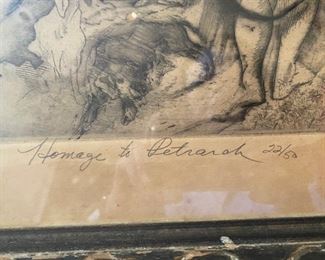 Homage to Petrarch 22/50